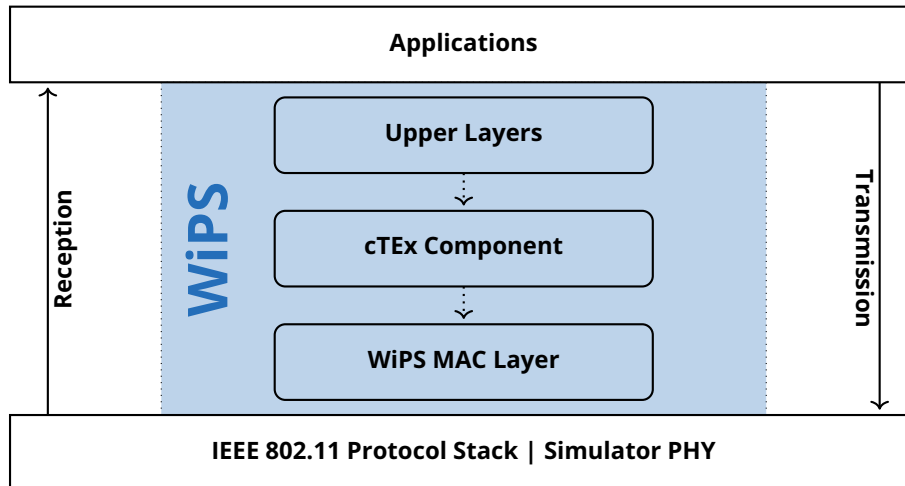 Applications
Upper Layers
cTEx Component
WiPS MAC Layer
WiPS
Reception
Transmission
IEEE 802.11 Protocol Stack | Simulator PHY